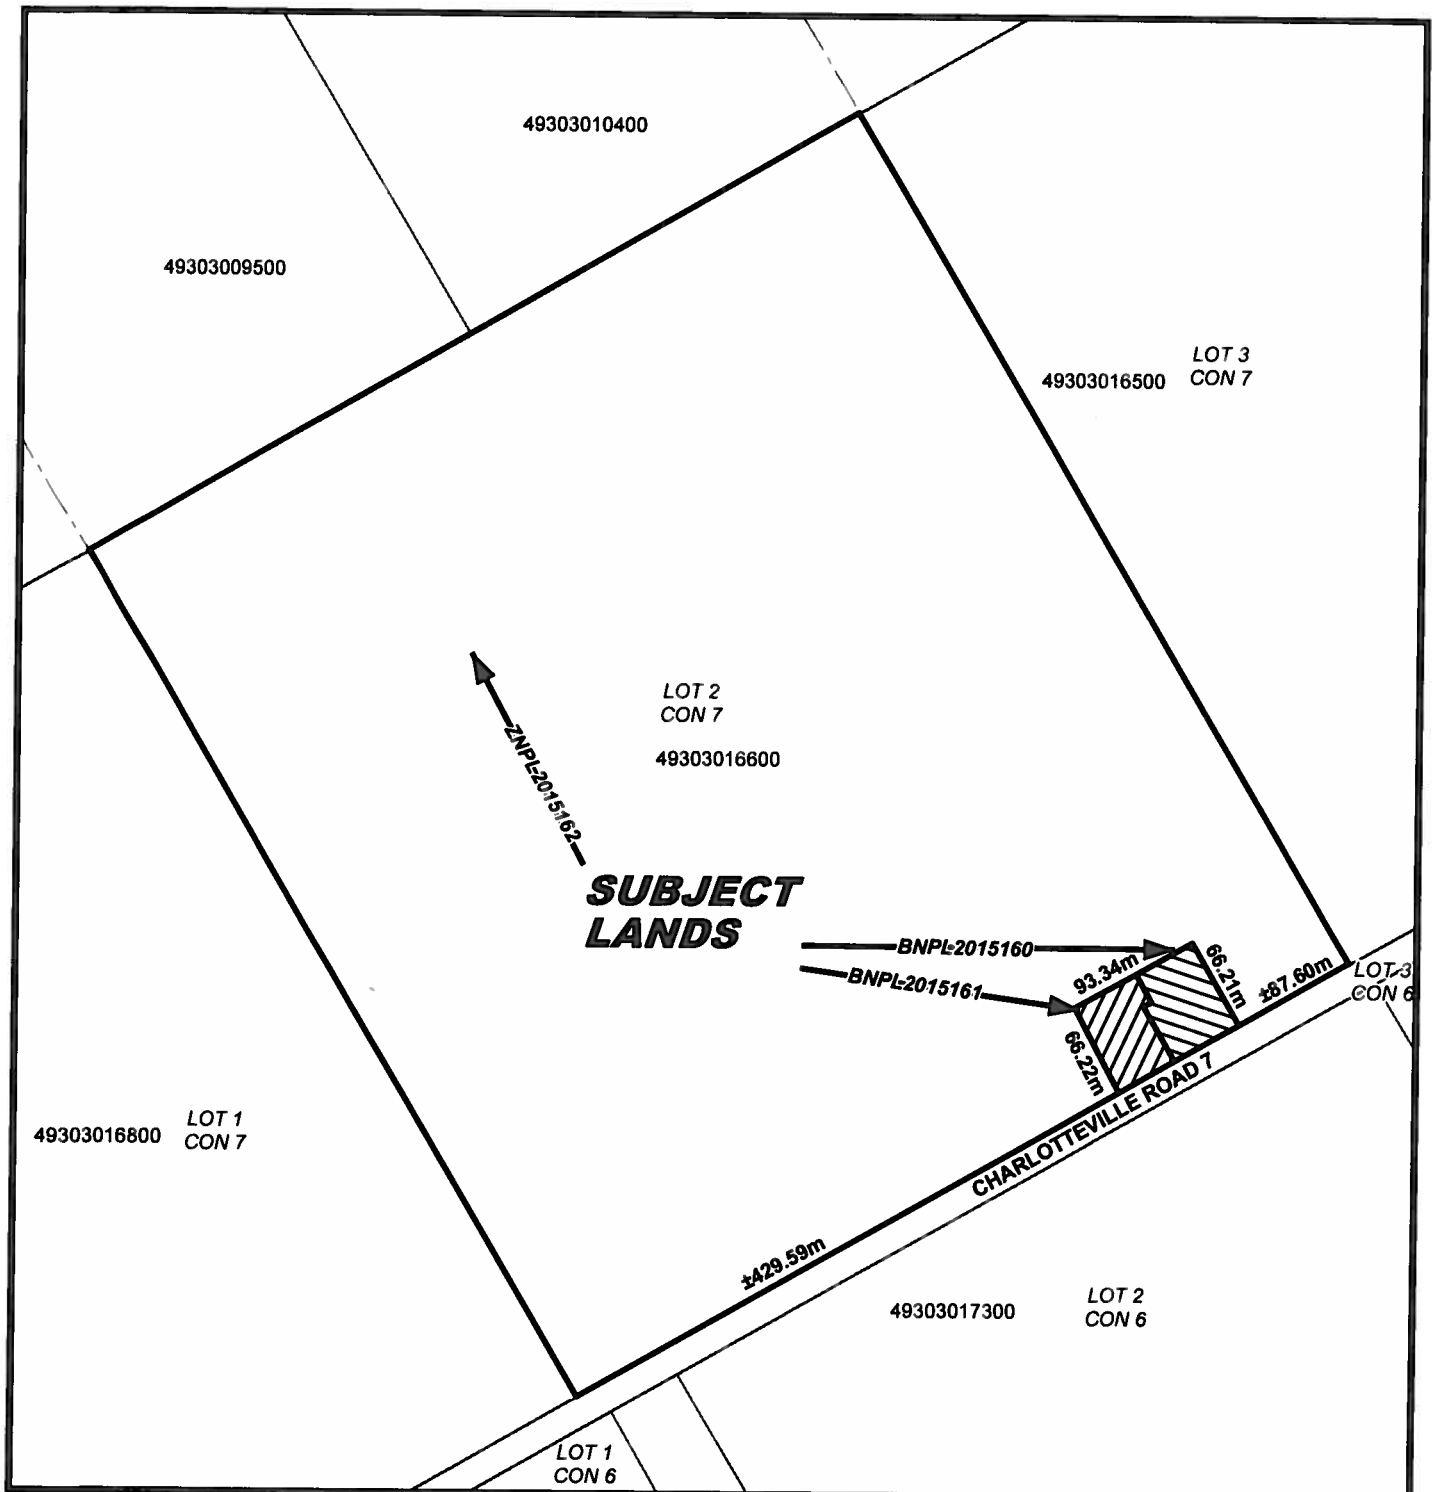 49303010400
49303009500
LOT 3
CON 7
49303016500
LOT 2
CON 7
49303016600
ZNPL-2015162
SUBJECT
LANDS
BNPL-2015160
BNPL-2015161
93.34m
66.21m
±87.60m
LOT 3
CON 6
66.22m
CHARLOTTEVILLE ROAD 7
49303016800
LOT 1
CON 7
±429.59m
49303017300
LOT 2
CON 6
LOT 1
CON 6